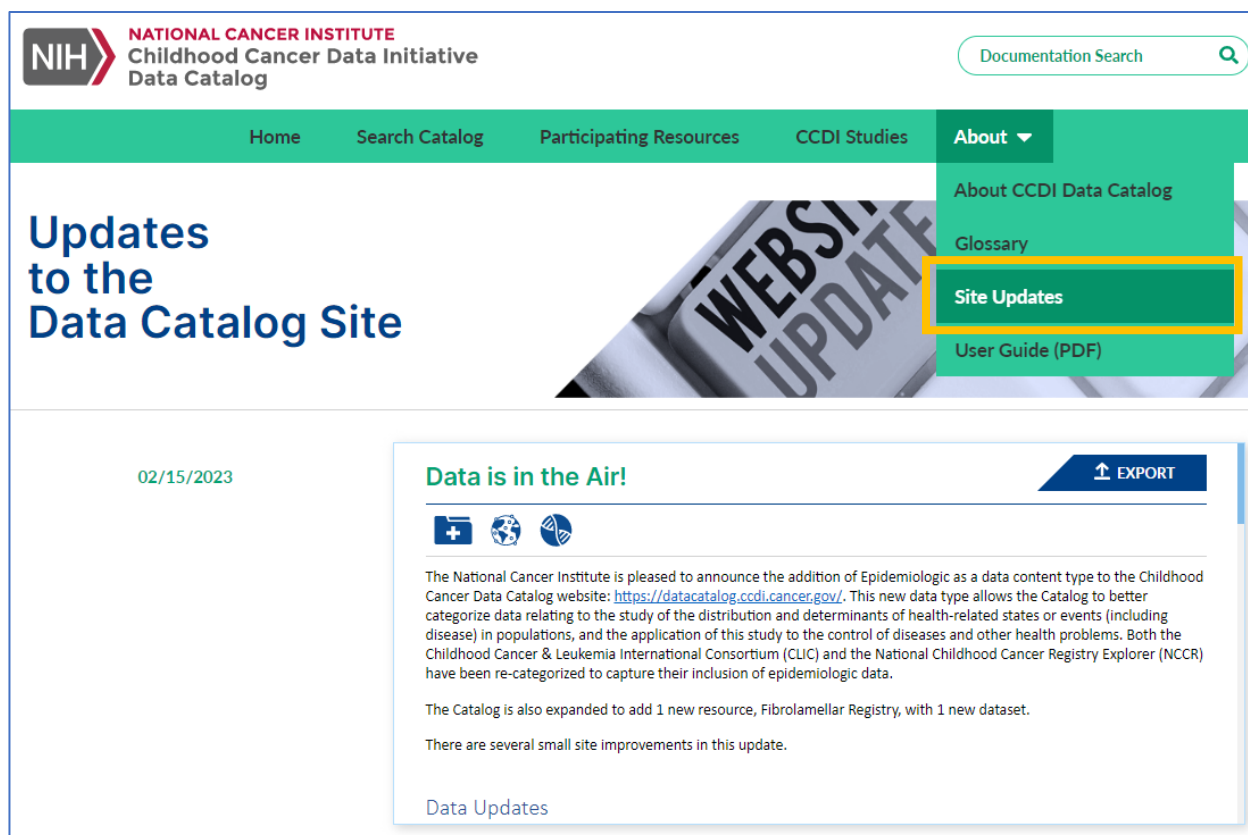 NIH
NATIONAL CANCER INSTITUTE
Childhood Cancer Data Initiative
Data Catalog
Documentation Search
Home
Search Catalog
Participating Resources
CCDI Studies
About
About CCDI Data Catalog
Glossary
Site Updates
User Guide (PDF)
Updates
to the
Data Catalog Site
02/15/2023
Data is in the Air!
EXPORT
The National Cancer Institute is pleased to announce the addition of Epidemiologic as a data content type to the Childhood
Cancer Data Catalog website: https://datacatalog.ccdi.cancer.gov/. This new data type allows the Catalog to better
categorize data relating to the study of the distribution and determinants of health-related states or events (including
disease) in populations, and the application of this study to the control of diseases and other health problems. Both the
Childhood Cancer & Leukemia International Consortium (CLIC) and the National Childhood Cancer Registry Explorer (NCCR)
have been re-categorized to capture their inclusion of epidemiologic data.
The Catalog is also expanded to add 1 new resource, Fibrolamellar Registry, with 1 new dataset.
There are several small site improvements in this update.
Data Updates